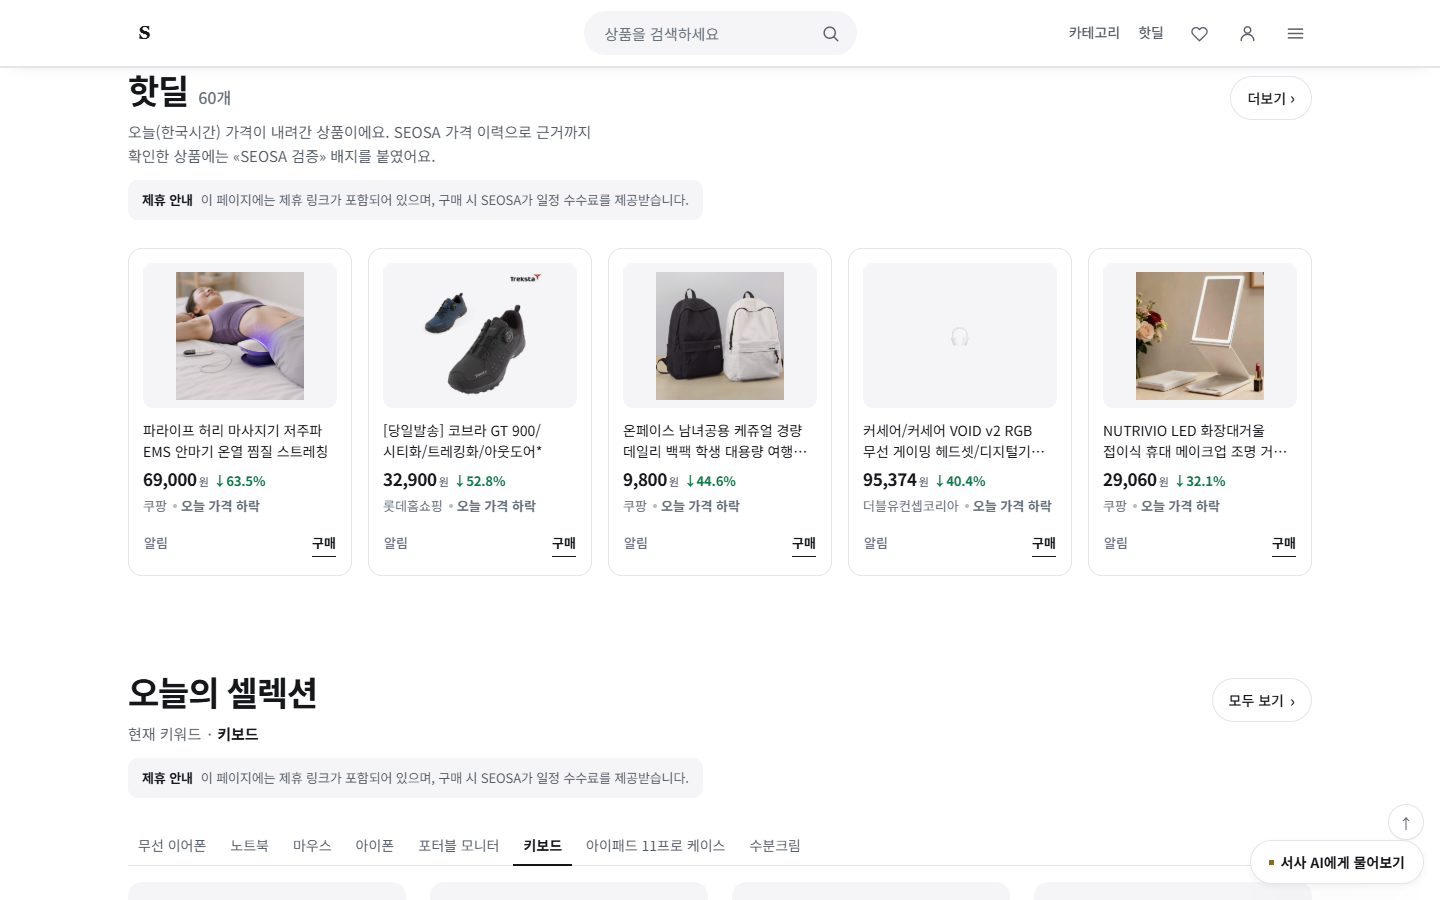 S
상품을 검색하세요
카테고리
핫딜
핫딜 60개
더보기 ›
오늘(한국시간) 가격이 내려간 상품이에요. SEOSA 가격 이력으로 근거까지
확인한 상품에는 «SEOSA 검증» 배지를 붙였어요.
제휴 안내 이 페이지에는 제휴 링크가 포함되어 있으며, 구매 시 SEOSA가 일정 수수료를 제공받습니다.
파라이프 허리 마사지기 저주파
EMS 안마기 온열 찜질 스트레칭
69,000원 ↓63.5%
쿠팡 • 오늘 가격 하락
알림 구매
Treksta
[당일발송] 코브라 GT 900/
시티화/트레킹화/아웃도어*
32,900원 ↓52.8%
롯데홈쇼핑 • 오늘 가격 하락
알림 구매
온페이스 남녀공용 케쥬얼 경량
데일리 백팩 학생 대용량 여행…
9,800원 ↓44.6%
쿠팡 • 오늘 가격 하락
알림 구매
커세어/커세어 VOID v2 RGB
무선 게이밍 헤드셋/디지털기…
95,374원 ↓40.4%
더블유컨셉코리아 • 오늘 가격 하락
알림 구매
NUTRIVIO LED 화장대거울
접이식 휴대 메이크업 조명 거…
29,060원 ↓32.1%
쿠팡 • 오늘 가격 하락
알림 구매
오늘의 셀렉션
모두 보기 ›
현재 키워드 · 키보드
제휴 안내 이 페이지에는 제휴 링크가 포함되어 있으며, 구매 시 SEOSA가 일정 수수료를 제공받습니다.
무선 이어폰 노트북 마우스 아이폰 포터블 모니터 키보드 아이패드 11프로 케이스 수분크림
↑
서사 AI에게 물어보기